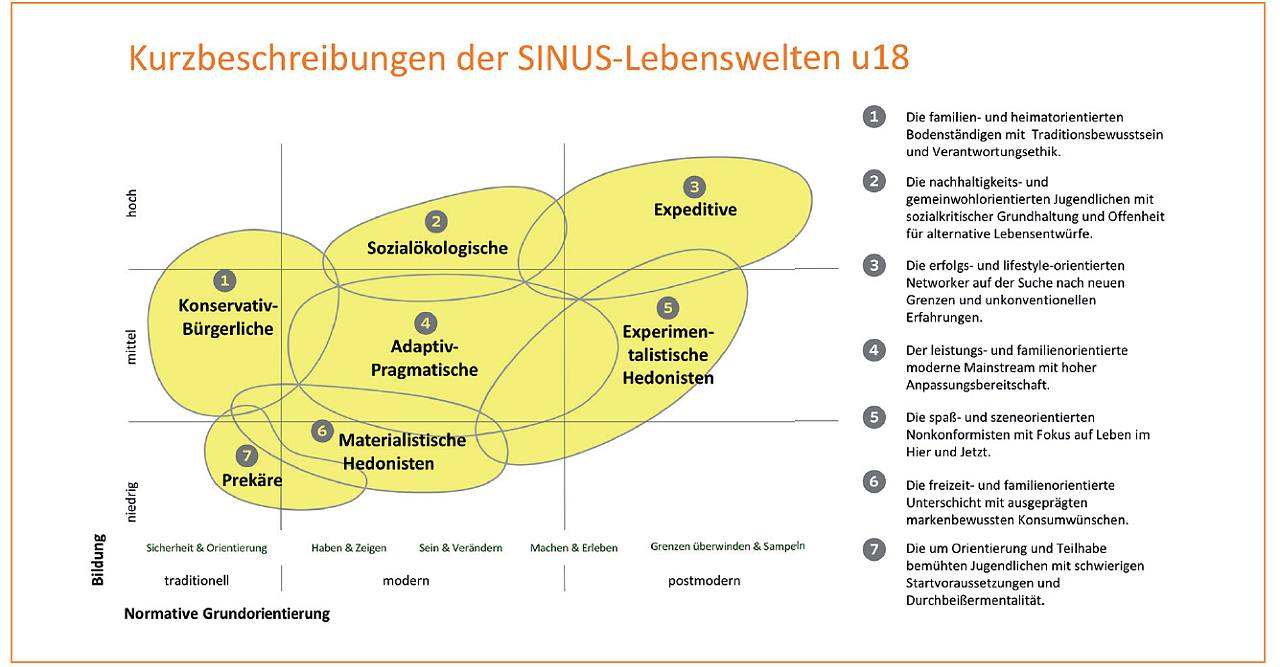 Kurzbeschreibungen der SINUS-Lebenswelten u18
hoch
mittel
niedrig
Bildung
1
Konservativ-
Bürgerliche
2
Sozialökologische
3
Expeditive
4
Adaptiv-
Pragmatische
5
Experimen-
talistische
Hedonisten
6
Materialistische
Hedonisten
7
Prekäre
Sicherheit & Orientierung
Haben & Zeigen
Sein & Verändern
Machen & Erleben
Grenzen überwinden & Sampeln
traditionell
modern
postmodern
Normative Grundorientierung
1
Die familien- und heimatorientierten
Bodenständigen mit Traditionsbewusstsein
und Verantwortungsethik.
2
Die nachhaltigkeits- und
gemeinwohlorientierten Jugendlichen mit
sozialkritischer Grundhaltung und Offenheit
für alternative Lebensentwürfe.
3
Die erfolgs- und lifestyle-orientierten
Networker auf der Suche nach neuen
Grenzen und unkonventionellen
Erfahrungen.
4
Der leistungs- und familienorientierte
moderne Mainstream mit hoher
Anpassungsbereitschaft.
5
Die spaß- und szeneorientierten
Nonkonformisten mit Fokus auf Leben im
Hier und Jetzt.
6
Die freizeit- und familienorientierte
Unterschicht mit ausgeprägten
markenbewussten Konsumwünschen.
7
Die um Orientierung und Teilhabe
bemühten Jugendlichen mit schwierigen
Startvoraussetzungen und
Durchbeißermentalität.